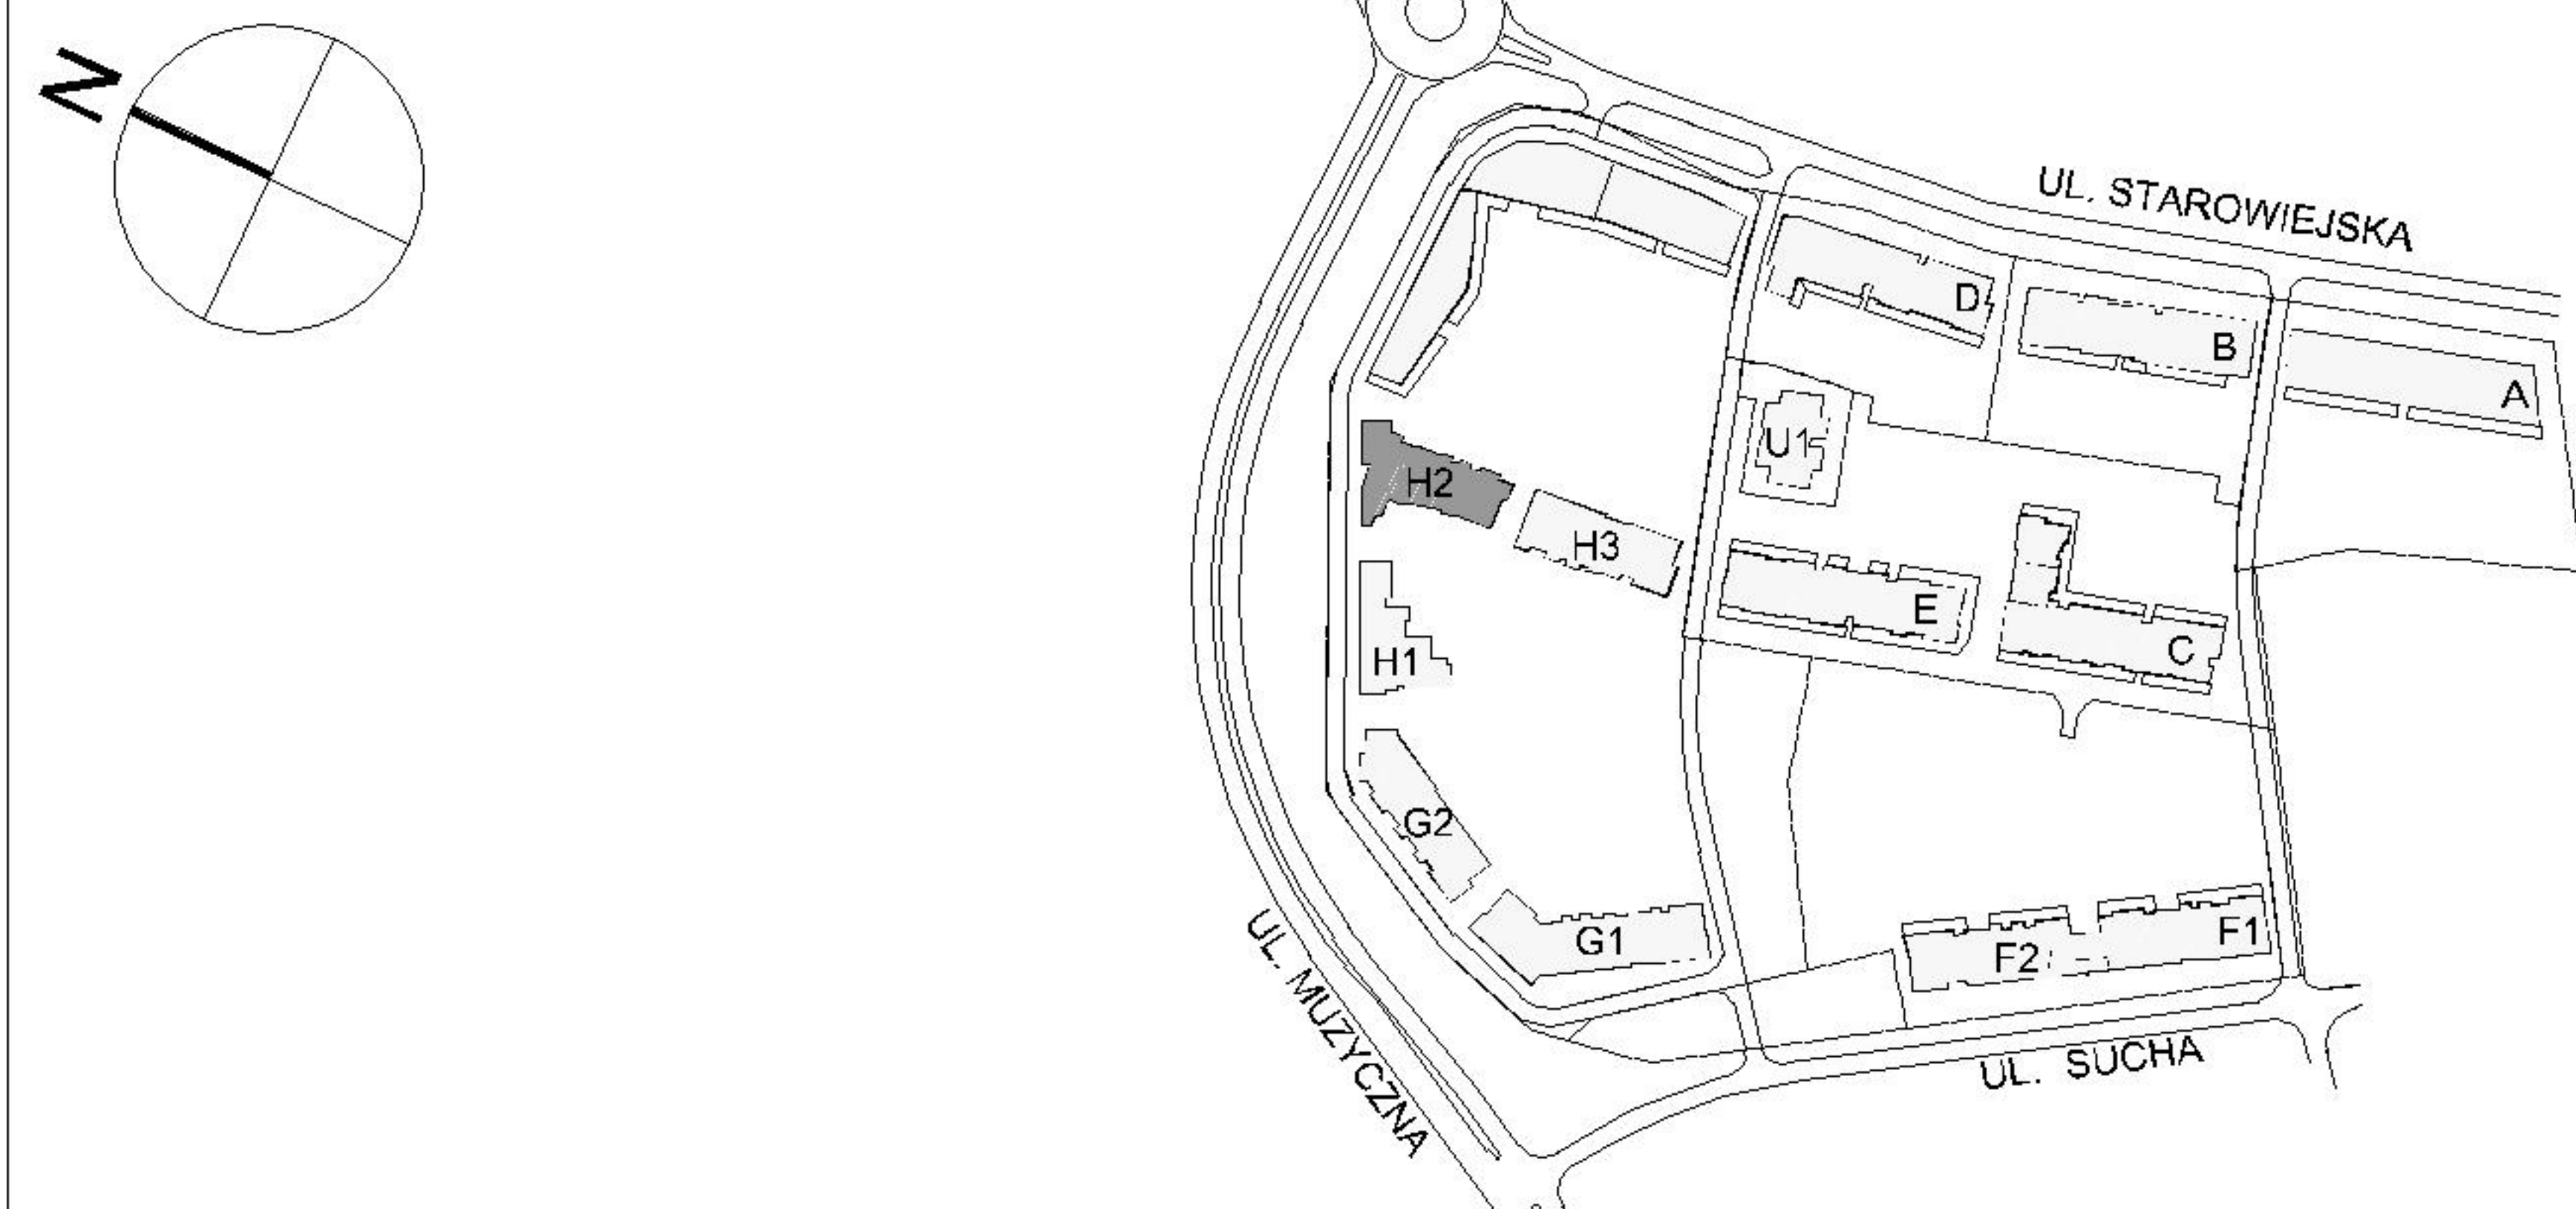 N
UL. STAROWIEJSKA
D
B
A
U1
H2
H3
E
C
H1
G2
G1
F2
F1
UL. MUZYCZNA
UL. SUCHA